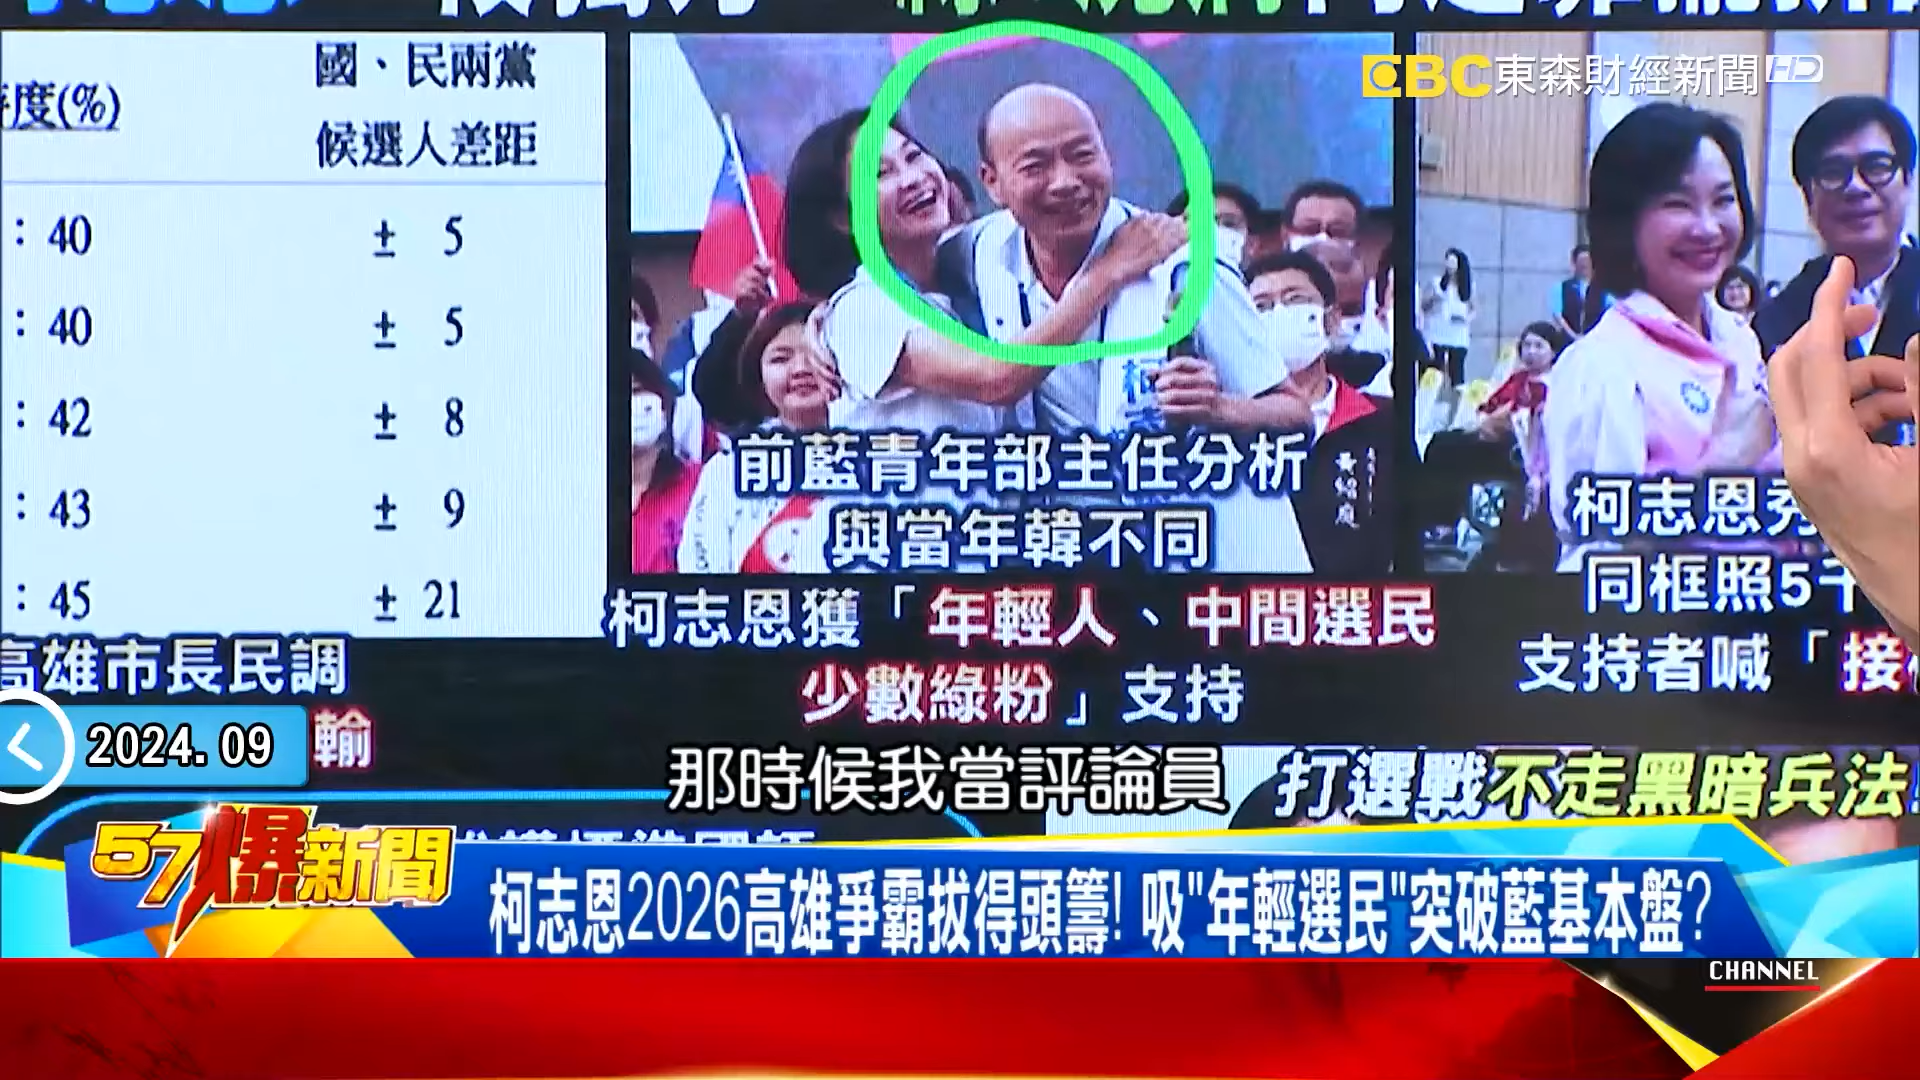 EBC 東森財經新聞 HD
度(%)
國、民兩黨
候選人差距
: 40 ± 5
: 40 ± 5
: 42 ± 8
: 43 ± 9
: 45 ± 21
高雄市長民調
輸
前藍青年部主任分析
與當年韓不同
柯志恩獲「年輕人、中間選民
少數綠粉」支持
黃紹庭
柯志恩秀
同框照5千
支持者喊「接
2024.09
那時候我當評論員
打選戰不走黑暗兵法!
57爆新聞
柯志恩2026高雄爭霸拔得頭籌! 吸"年輕選民"突破藍基本盤?
CHANNEL